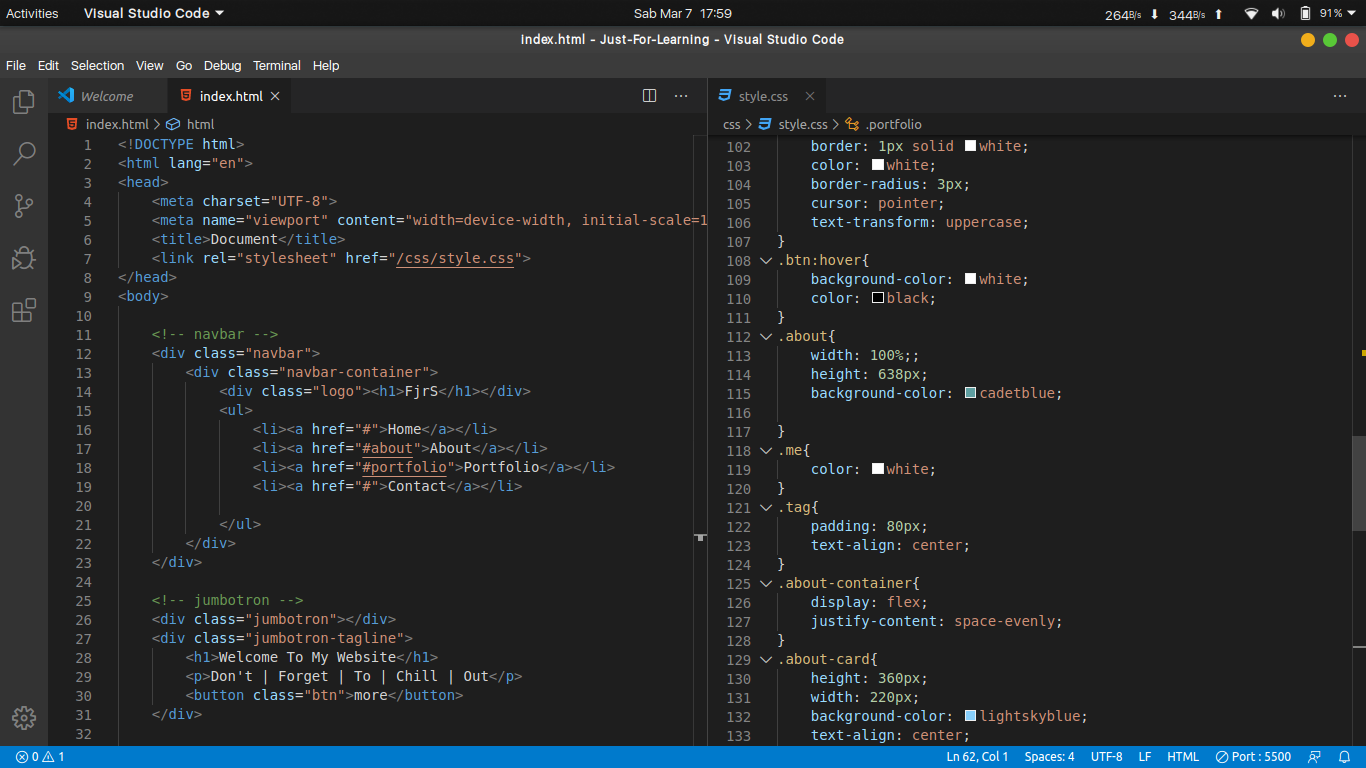 Activities Visual Studio Code Sab Mar 7 17:59 264B/s 344B/s 91%
index.html - Just-For-Learning - Visual Studio Code
File Edit Selection View Go Debug Terminal Help
Welcome index.html
index.html html
1 <!DOCTYPE html>
2 <html lang="en">
3 <head>
4 <meta charset="UTF-8">
5 <meta name="viewport" content="width=device-width, initial-scale=1
6 <title>Document</title>
7 <link rel="stylesheet" href="/css/style.css">
8 </head>
9 <body>
10
11 <!-- navbar -->
12 <div class="navbar">
13 <div class="navbar-container">
14 <div class="logo"><h1>FjrS</h1></div>
15 <ul>
16 <li><a href="#">Home</a></li>
17 <li><a href="#about">About</a></li>
18 <li><a href="#portfolio">Portfolio</a></li>
19 <li><a href="#">Contact</a></li>
20
21 </ul>
22 </div>
23 </div>
24
25 <!-- jumbotron -->
26 <div class="jumbotron"></div>
27 <div class="jumbotron-tagline">
28 <h1>Welcome To My Website</h1>
29 <p>Don't | Forget | To | Chill | Out</p>
30 <button class="btn">more</button>
31 </div>
32
style.css
css style.css .portfolio
102 border: 1px solid white;
103 color: white;
104 border-radius: 3px;
105 cursor: pointer;
106 text-transform: uppercase;
107 }
108 .btn:hover{
109 background-color: white;
110 color: black;
111 }
112 .about{
113 width: 100%;;
114 height: 638px;
115 background-color: cadetblue;
116
117 }
118 .me{
119 color: white;
120 }
121 .tag{
122 padding: 80px;
123 text-align: center;
124 }
125 .about-container{
126 display: flex;
127 justify-content: space-evenly;
128 }
129 .about-card{
130 height: 360px;
131 width: 220px;
132 background-color: lightskyblue;
133 text-align: center;
0 1 Ln 62, Col 1 Spaces: 4 UTF-8 LF HTML Port : 5500